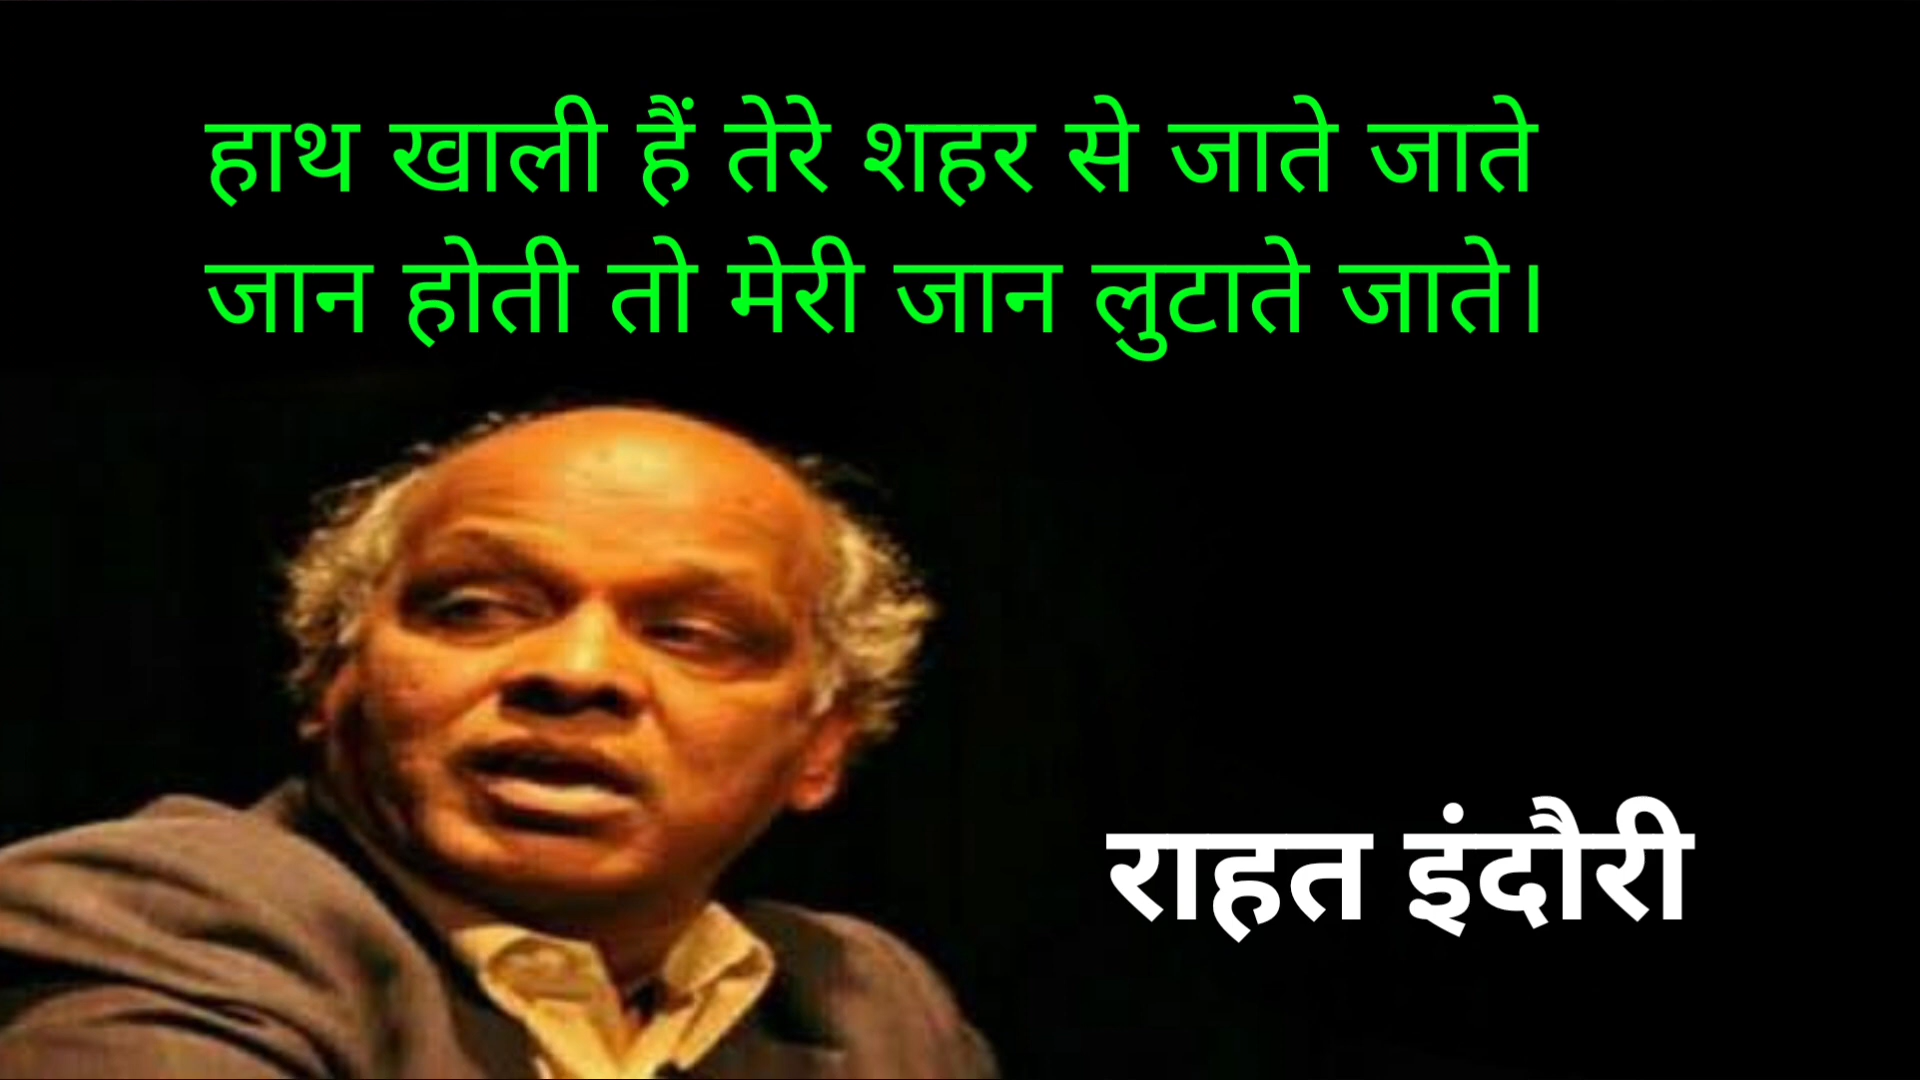 हाथ खाली हैं तेरे शहर से जाते जाते
जान होती तो मेरी जान लुटाते जाते।
राहत इंदौरी